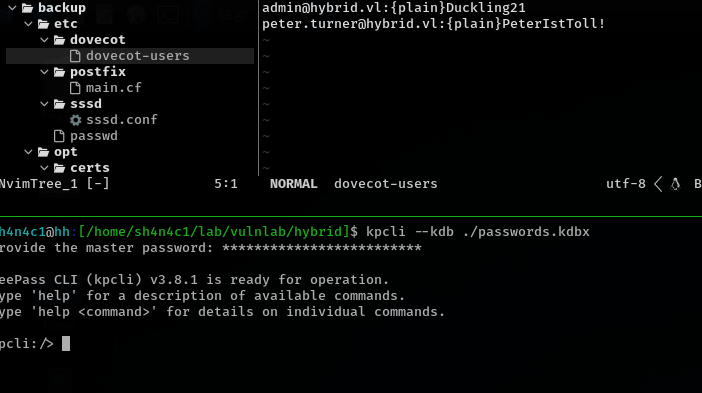 backup
etc
dovecot
dovecot-users
postfix
main.cf
sssd
sssd.conf
passwd
opt
certs
admin@hybrid.vl:{plain}Duckling21
peter.turner@hybrid.vl:{plain}PeterIstToll!
~
~
~
~
~
~
~
~
~
NvimTree_1 [-] 5:1 NORMAL dovecot-users utf-8 < B
h4n4c1@hh:[/home/sh4n4c1/lab/vulnlab/hybrid]$ kpcli --kdb ./passwords.kdbx
rovide the master password: *************************
eePass CLI (kpcli) v3.8.1 is ready for operation.
ype 'help' for a description of available commands.
ype 'help <command>' for details on individual commands.
pcli:/>